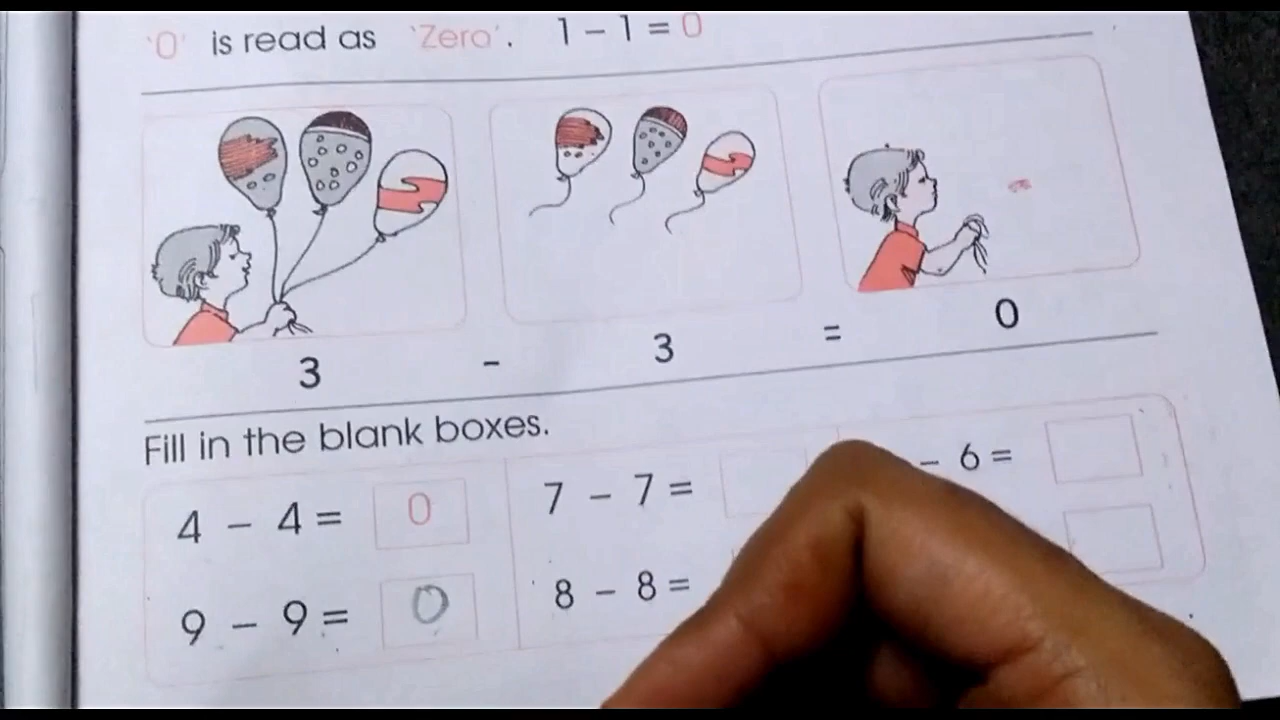 '0' is read as 'Zero'. 1 - 1 = 0
3 - 3 = 0
Fill in the blank boxes.
4 - 4 = 0
9 - 9 = 0
7 - 7 =
8 - 8 =
- 6 =